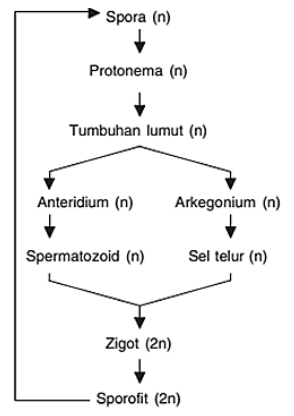 Spora (n)
Protonema (n)
Tumbuhan lumut (n)
Anteridium (n)
Arkegonium (n)
Spermatozoid (n)
Sel telur (n)
Zigot (2n)
Sporofit (2n)